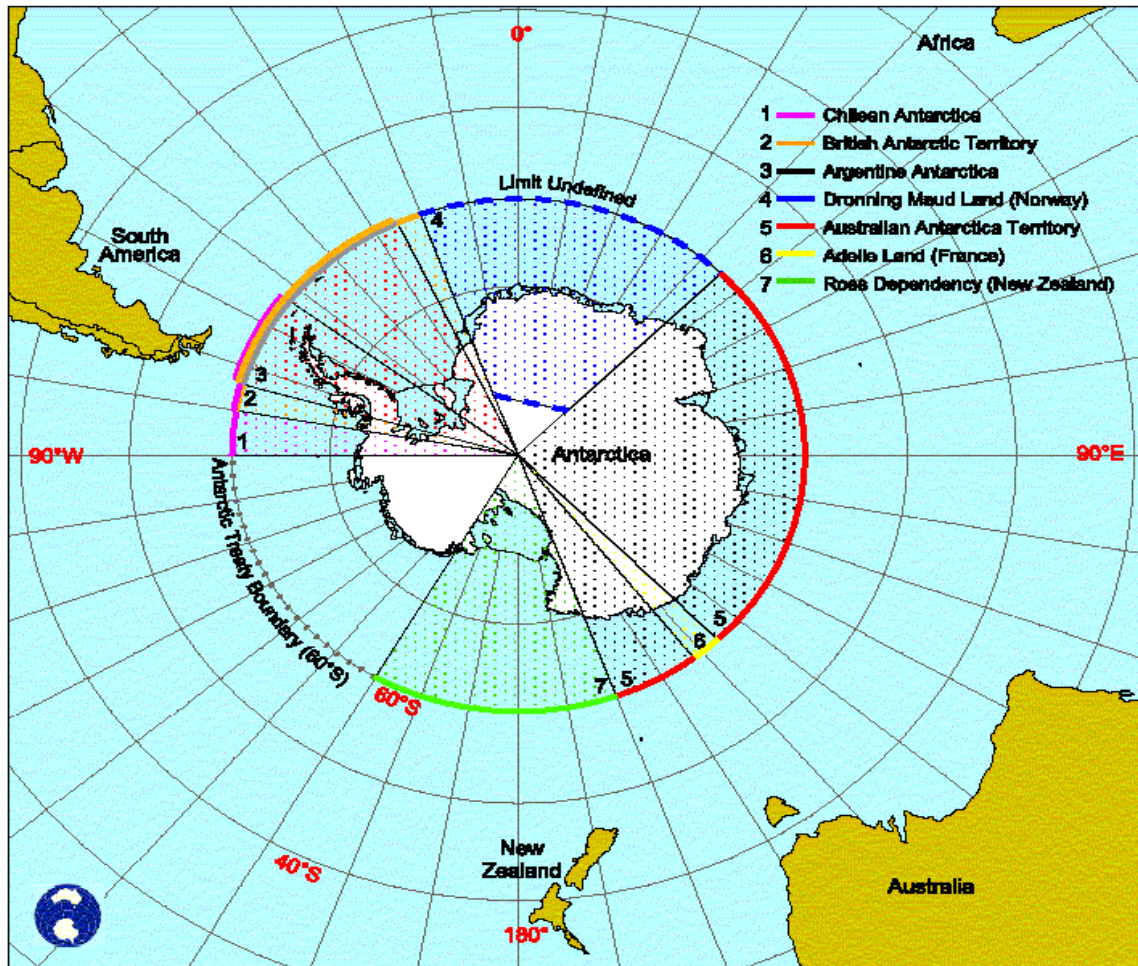 0°
Africa
1 Chilean Antarctica
2 British Antarctic Territory
3 Argentine Antarctica
4 Dronning Maud Land (Norway)
5 Australian Antarctica Territory
6 Adelie Land (France)
7 Ross Dependency (New Zealand)
Limit Undefined
4
South
America
3
2
1
90°W
Antarctica
90°E
Antarctic Treaty Boundery (60°S)
5
6
5
7
60°S
40°S
New
Zealand
180°
Australia